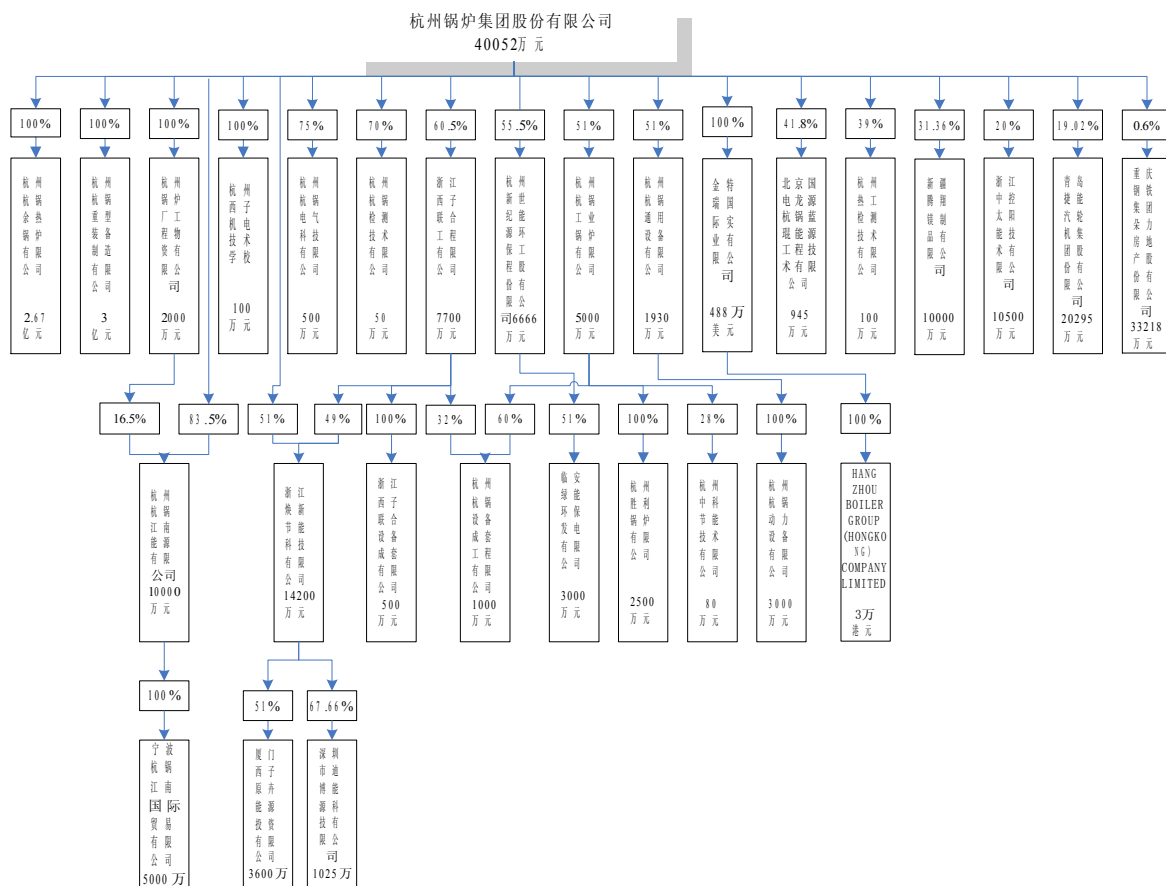 杭州锅炉集团股份有限公司
40052万元
100%
100%
100%
100%
75%
70%
60.5%
55.5%
51%
51%
100%
41.8%
39%
31.36%
20%
19.02%
0.6%
杭州杭锅余热锅炉有限公司
2.67亿元
杭州杭锅重型装备制造有限公司
3亿元
杭州锅炉厂工程物资有限公司
2000万元
杭州西子机电技术学校
100万元
杭州杭锅电气科技有限公司
500万元
杭州杭锅检测技术有限公司
50万元
浙江西子联合工程有限公司
7700万元
杭州新世纪能源环保工程股份有限公司6666万元
杭州杭锅工业锅炉有限公司
5000万元
杭州杭锅通用设备有限公司
1930万元
金特瑞国际实业有限公司
488万美元
北京国电龙源杭锅蓝琨能源工程技术有限公司
945万元
杭州热工检测技术有限公司
100万元
新疆腾翔镁制品有限公司
10000万元
浙江中控太阳能技术有限公司
10500万元
青岛捷能汽轮机集团股份有限公司
20295万元
重庆钢铁集团朵力房地产股份有限公司
33218万元
16.5%
83.5%
51%
49%
100%
32%
60%
51%
100%
28%
100%
100%
杭州杭锅江南能源有限公司
10000万元
浙江焕新节能科技有限公司
14200万元
浙江西子联合设备成套有限公司
500万元
杭州杭锅设备成套工程有限公司
1000万元
临安绿能环保发电有限公司
3000万元
杭州胜利锅炉有限公司
2500万元
杭州中科节能技术有限公司
80万元
杭州杭锅动力设备有限公司
3000万元
HANG
ZHOU
BOILER
GROUP
(HONGKO
NG)
COMPANY
LIMITED
3万港元
100%
51%
67.66%
宁波杭锅江南国际贸易有限公司
5000万
厦门西子原卉能源投资有限公司
3600万
深圳市迪博能源科技有限公司
1025万